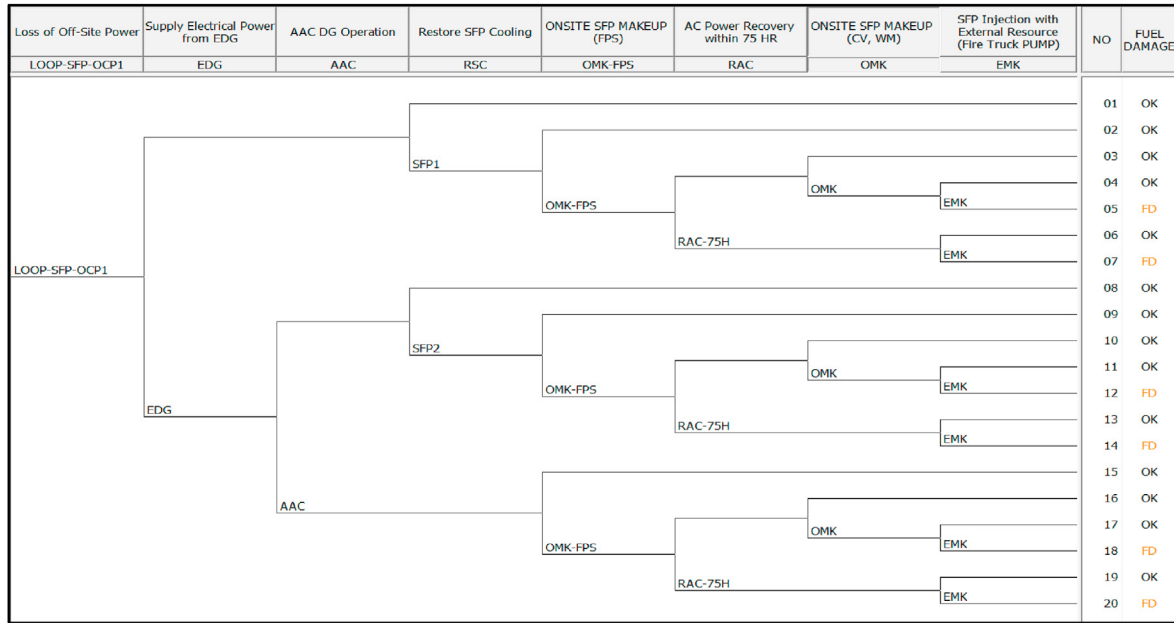 Loss of Off-Site Power
Supply Electrical Power
from EDG
AAC DG Operation
Restore SFP Cooling
ONSITE SFP MAKEUP
(FPS)
AC Power Recovery
within 75 HR
ONSITE SFP MAKEUP
(CV, WM)
SFP Injection with
External Resource
(Fire Truck PUMP)
NO
FUEL
DAMAGE
LOOP-SFP-OCP1
EDG
AAC
RSC
OMK-FPS
RAC
OMK
EMK
01 OK
02 OK
SFP1
03 OK
OMK
04 OK
EMK
05 FD
OMK-FPS
06 OK
RAC-75H
EMK
07 FD
LOOP-SFP-OCP1
08 OK
09 OK
SFP2
10 OK
OMK
11 OK
EMK
12 FD
OMK-FPS
EDG
13 OK
RAC-75H
EMK
14 FD
15 OK
AAC
16 OK
OMK
17 OK
EMK
18 FD
OMK-FPS
19 OK
RAC-75H
EMK
20 FD